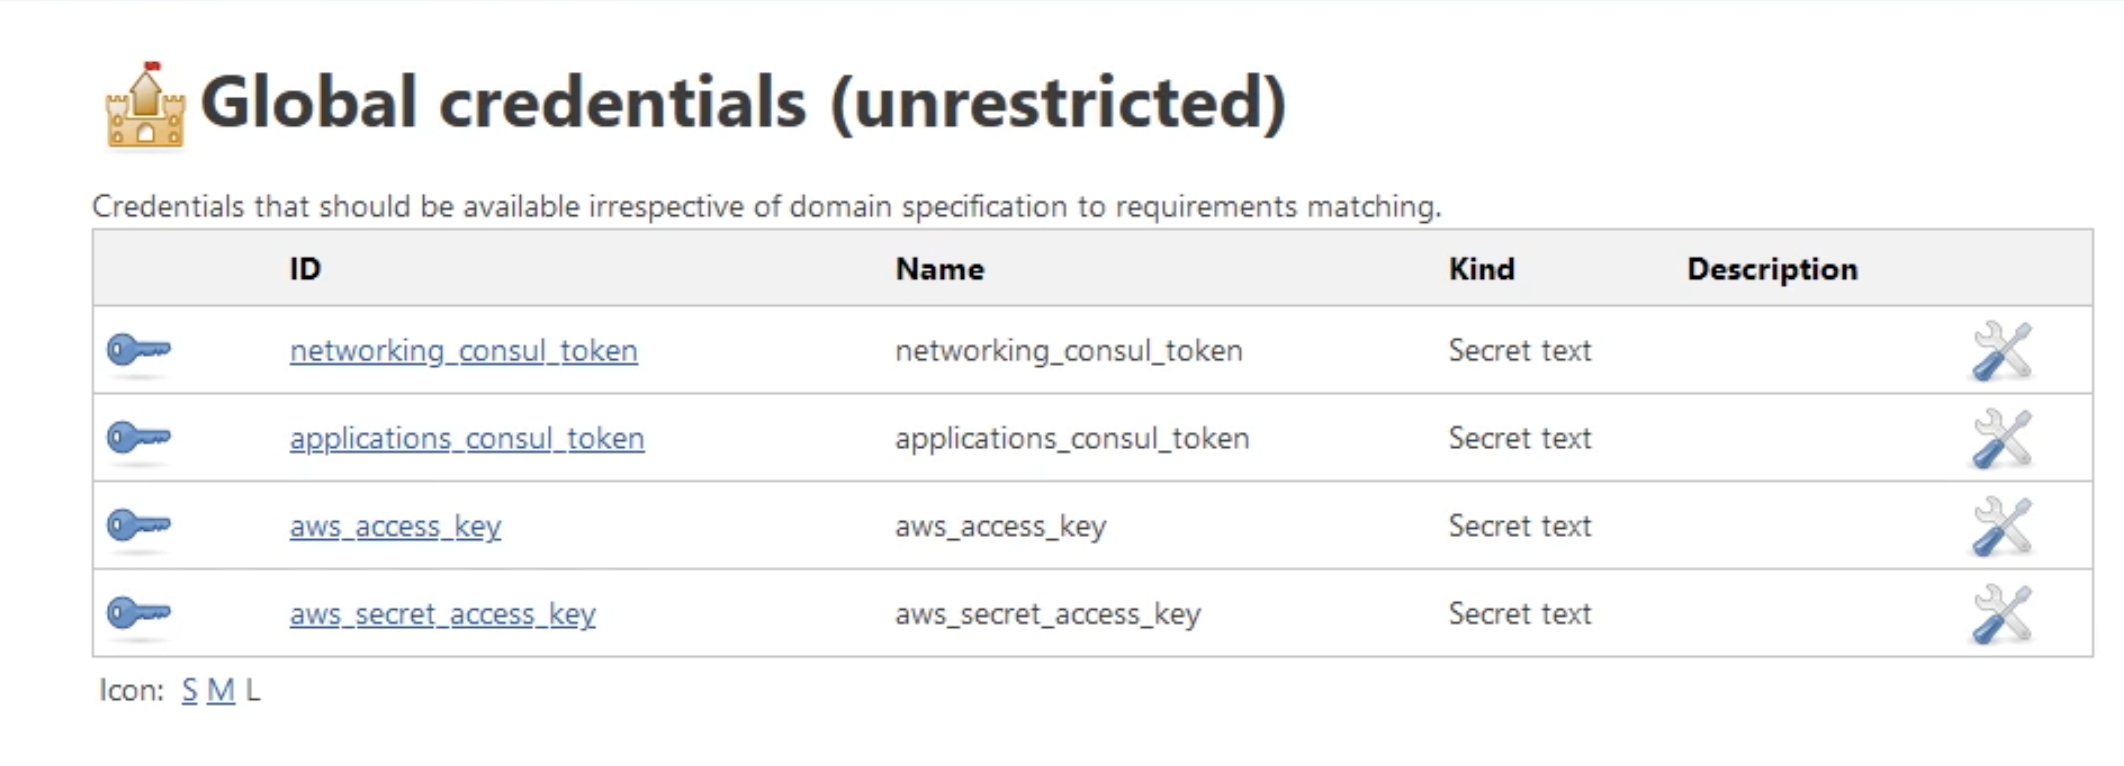 Global credentials (unrestricted)
Credentials that should be available irrespective of domain specification to requirements matching.
ID Name Kind Description
networking_consul_token networking_consul_token Secret text
applications_consul_token applications_consul_token Secret text
aws_access_key aws_access_key Secret text
aws_secret_access_key aws_secret_access_key Secret text
Icon: S M L